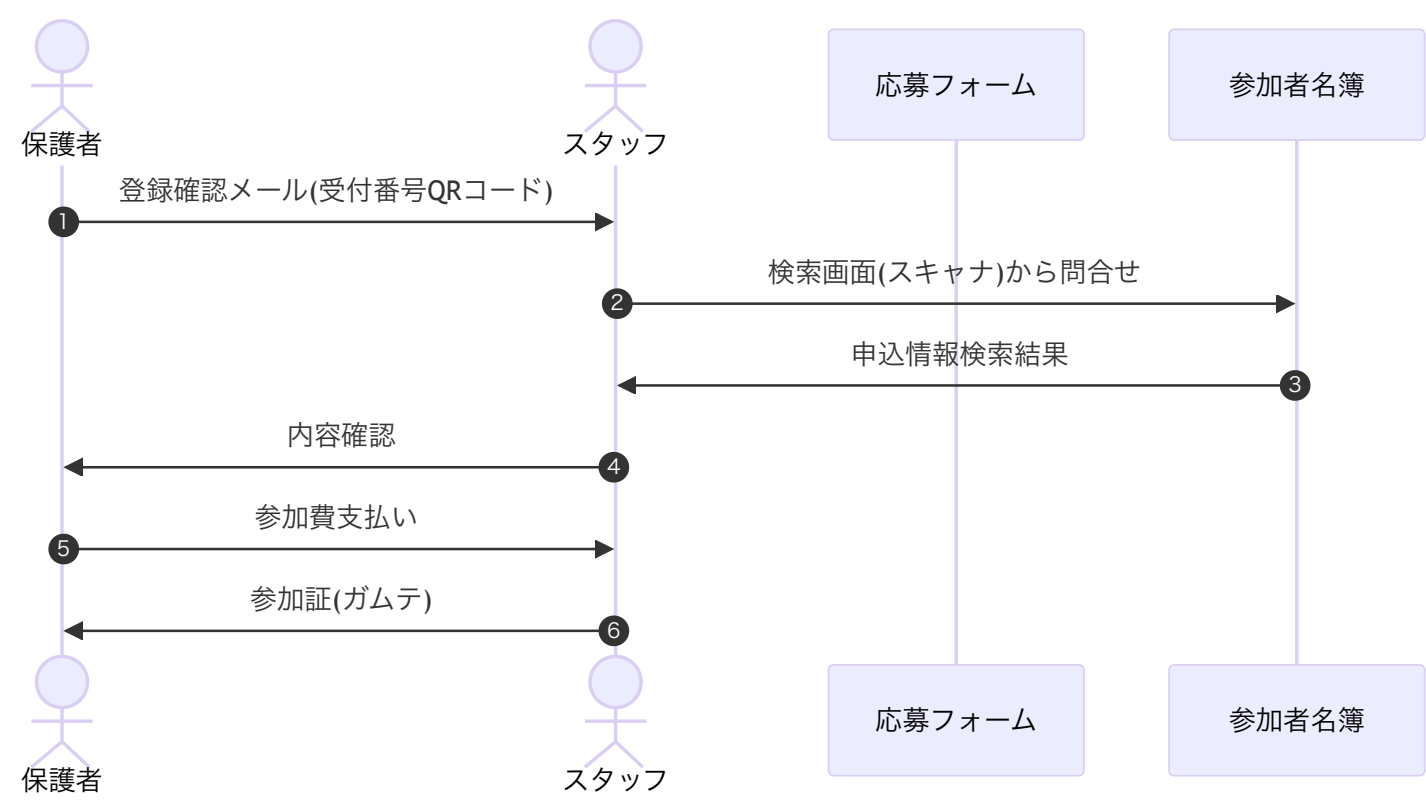 保護者
スタッフ
応募フォーム
参加者名簿
登録確認メール(受付番号QRコード)
1
検索画面(スキャナ)から問合せ
2
申込情報検索結果
3
内容確認
4
参加費支払い
5
参加証(ガムテ)
6
保護者
スタッフ
応募フォーム
参加者名簿